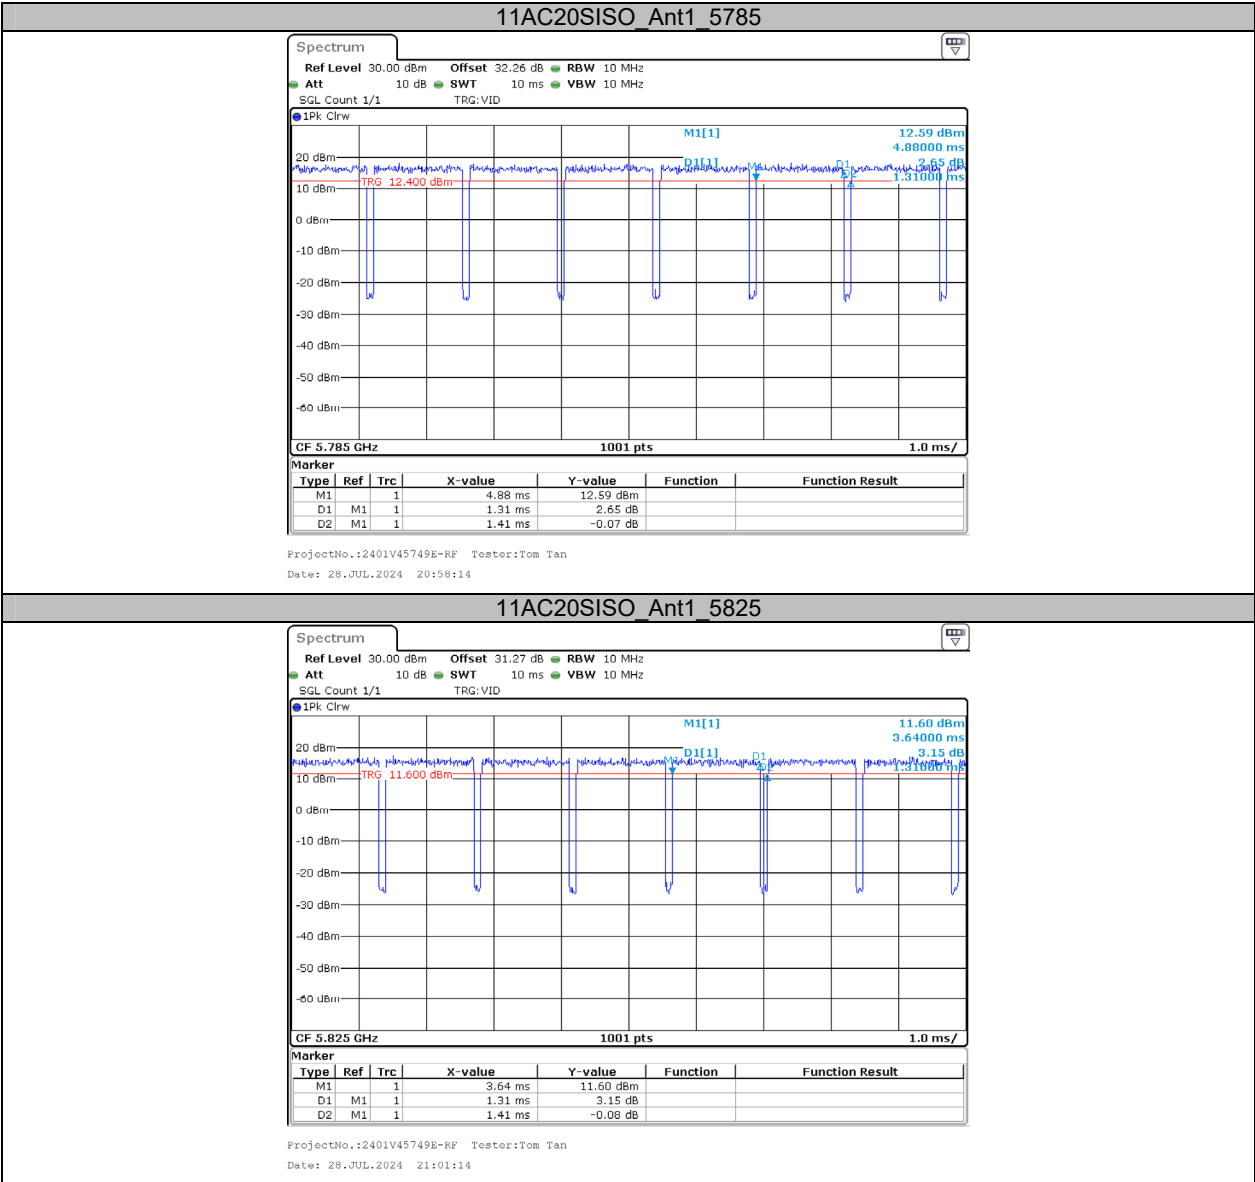 11AC20SISO_Ant1_5785
Spectrum
Ref Level 30.00 dBm Offset 32.26 dB RBW 10 MHz
Att 10 dB SWT 10 ms VBW 10 MHz
SGL Count 1/1 TRG:VID
1Pk Clrw
M1[1] 12.59 dBm
4.88000 ms
20 dBm D1[1] 2.65 dB
M1 D1
D2 1.31000 ms
TRG 12.400 dBm
10 dBm
0 dBm
-10 dBm
-20 dBm
-30 dBm
-40 dBm
-50 dBm
-60 dBm
CF 5.785 GHz 1001 pts 1.0 ms/
Marker
Type Ref Trc X-value Y-value Function Function Result
M1 1 4.88 ms 12.59 dBm
D1 M1 1 1.31 ms 2.65 dB
D2 M1 1 1.41 ms -0.07 dB
ProjectNo.:2401V45749E-RF Tester:Tom Tan
Date: 28.JUL.2024 20:58:14
11AC20SISO_Ant1_5825
Spectrum
Ref Level 30.00 dBm Offset 31.27 dB RBW 10 MHz
Att 10 dB SWT 10 ms VBW 10 MHz
SGL Count 1/1 TRG:VID
1Pk Clrw
M1[1] 11.60 dBm
3.64000 ms
20 dBm D1[1] 3.15 dB
M1 D1
D2 1.31000 ms
TRG 11.600 dBm
10 dBm
0 dBm
-10 dBm
-20 dBm
-30 dBm
-40 dBm
-50 dBm
-60 dBm
CF 5.825 GHz 1001 pts 1.0 ms/
Marker
Type Ref Trc X-value Y-value Function Function Result
M1 1 3.64 ms 11.60 dBm
D1 M1 1 1.31 ms 3.15 dB
D2 M1 1 1.41 ms -0.08 dB
ProjectNo.:2401V45749E-RF Tester:Tom Tan
Date: 28.JUL.2024 21:01:14